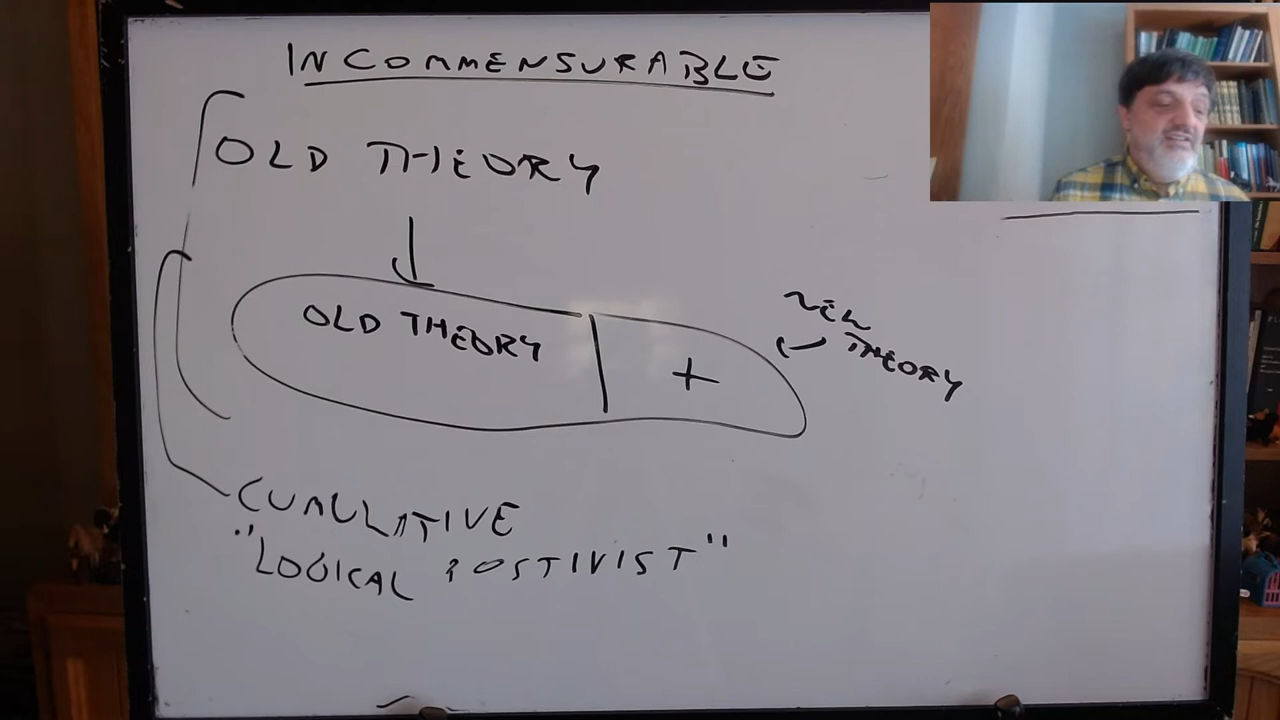 INCOMMENSURABLE
OLD THEORY
OLD THEORY
+
NEW
THEORY
CUMULATIVE
"LOGICAL POSTIVIST"